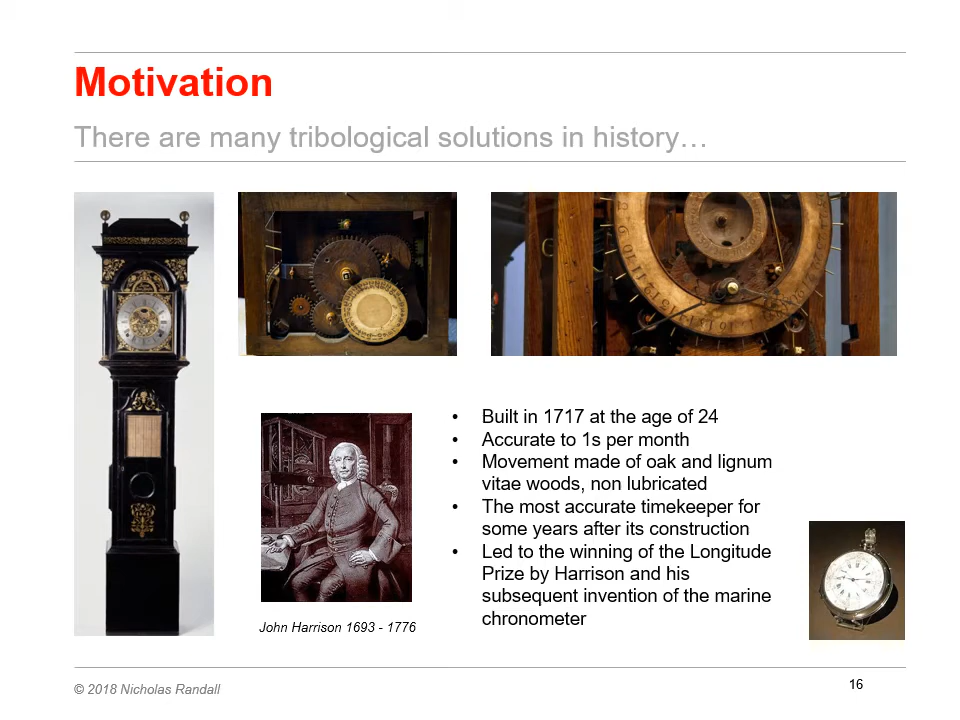 Motivation
There are many tribological solutions in history…
• Built in 1717 at the age of 24
• Accurate to 1s per month
• Movement made of oak and lignum
vitae woods, non lubricated
• The most accurate timekeeper for
some years after its construction
• Led to the winning of the Longitude
Prize by Harrison and his
subsequent invention of the marine
chronometer
John Harrison 1693 - 1776
© 2018 Nicholas Randall
16